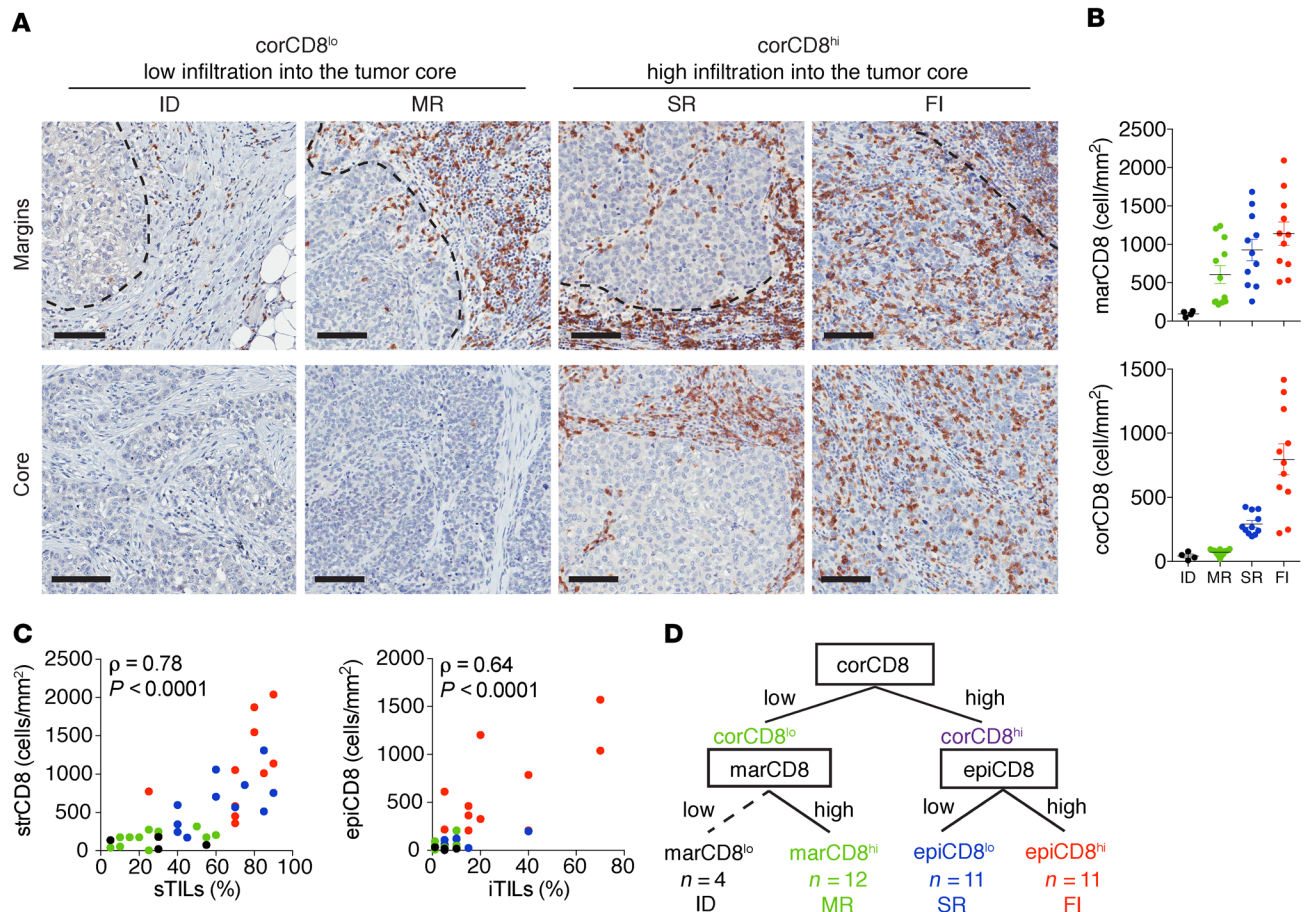 A
corCD8lo
low infiltration into the tumor core
corCD8hi
high infiltration into the tumor core
ID
MR
SR
FI
Margins
Core
B
marCD8 (cell/mm2)
2500
2000
1500
1000
500
0
corCD8 (cell/mm2)
1500
1000
500
0
ID
MR
SR
FI
C
strCD8 (cells/mm2)
2500
2000
1500
1000
500
0
ρ = 0.78
P < 0.0001
0
20
40
60
80
100
sTILs (%)
epiCD8 (cells/mm2)
2000
1500
1000
500
0
ρ = 0.64
P < 0.0001
0
20
40
60
80
iTILs (%)
D
corCD8
low
high
corCD8lo
corCD8hi
marCD8
epiCD8
low
high
low
high
marCD8lo
marCD8hi
epiCD8lo
epiCD8hi
n = 4
n = 12
n = 11
n = 11
ID
MR
SR
FI